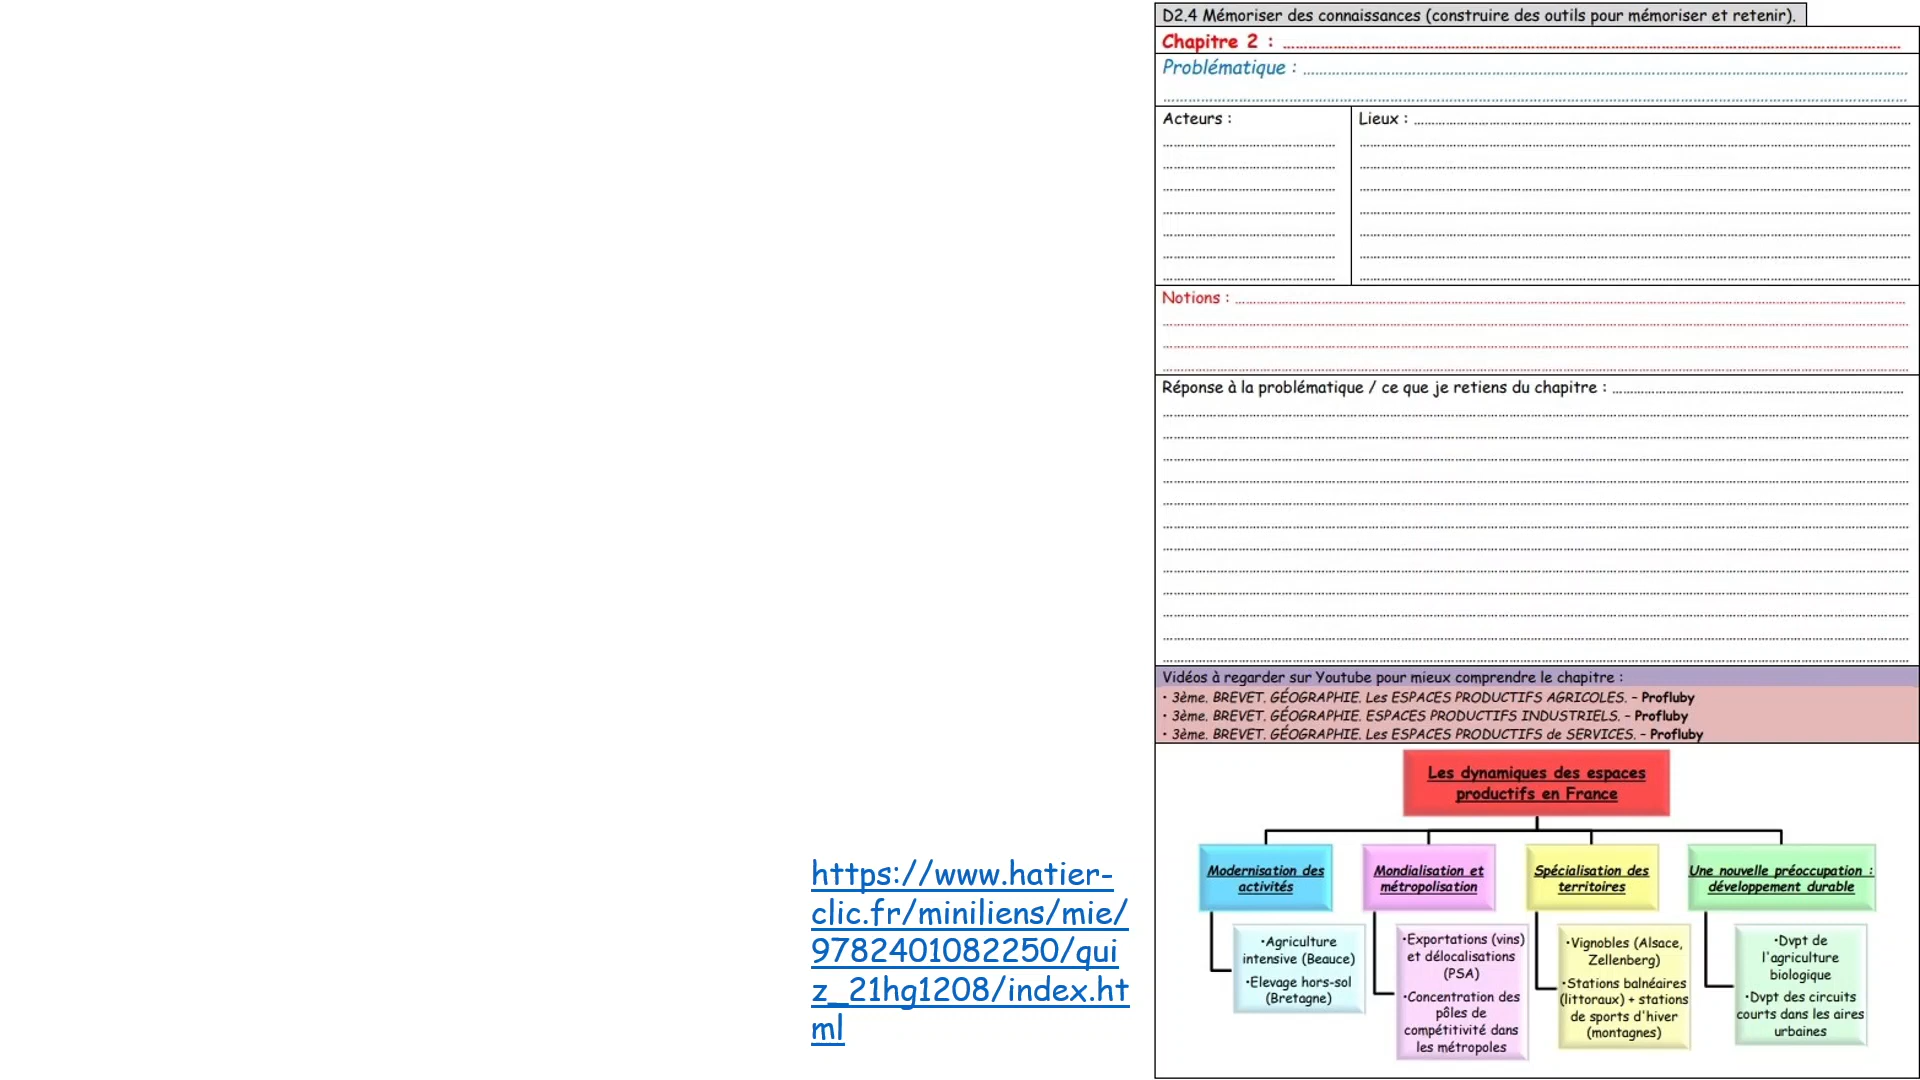 https://www.hatier-
clic.fr/miniliens/mie/
9782401082250/qui
z_21hg1208/index.ht
ml
D2.4 Mémoriser des connaissances (construire des outils pour mémoriser et retenir).
Chapitre 2 :
Problématique :
Acteurs :
Lieux :
Notions :
Réponse à la problématique / ce que je retiens du chapitre :
Vidéos à regarder sur Youtube pour mieux comprendre le chapitre :
• 3ème. BREVET. GÉOGRAPHIE. Les ESPACES PRODUCTIFS AGRICOLES. – Profluby
• 3ème. BREVET. GÉOGRAPHIE. ESPACES PRODUCTIFS INDUSTRIELS. – Profluby
• 3ème. BREVET. GÉOGRAPHIE. Les ESPACES PRODUCTIFS de SERVICES. – Profluby
Les dynamiques des espaces
productifs en France
Modernisation des
activités
•Agriculture
intensive (Beauce)
•Elevage hors-sol
(Bretagne)
Mondialisation et
métropolisation
•Exportations (vins)
et délocalisations
(PSA)
•Concentration des
pôles de
compétitivité dans
les métropoles
Spécialisation des
territoires
•Vignobles (Alsace,
Zellenberg)
•Stations balnéaires
(littoraux) + stations
de sports d'hiver
(montagnes)
Une nouvelle préoccupation :
développement durable
•Dvpt de
l'agriculture
biologique
•Dvpt des circuits
courts dans les aires
urbaines